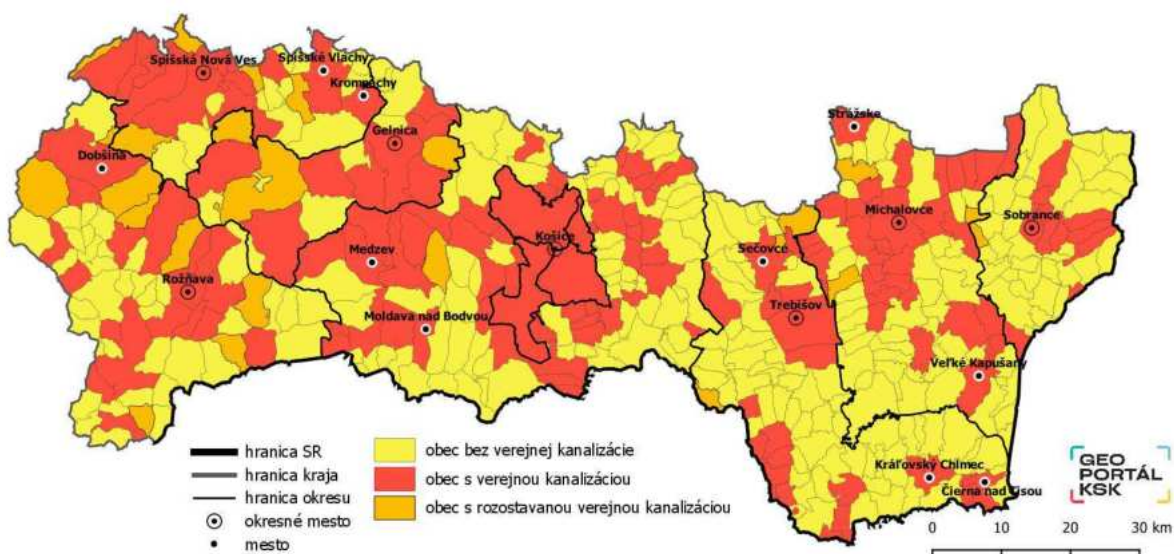 Spišská Nová Ves
Spišské Vlachy
Krompachy
Strážske
Gelnica
Dobšiná
Michalovce
Sobrance
Košice
Medzev
Sečovce
Rožňava
Trebišov
Moldava nad Bodvou
Veľké Kapušany
Kráľovský Chlmec
Čierna nad Tisou
hranica SR
hranica kraja
hranica okresu
okresné mesto
mesto
obec bez verejnej kanalizácie
obec s verejnou kanalizáciou
obec s rozostavanou verejnou kanalizáciou
GEO
PORTÁL
KSK
0 10 20 30 km